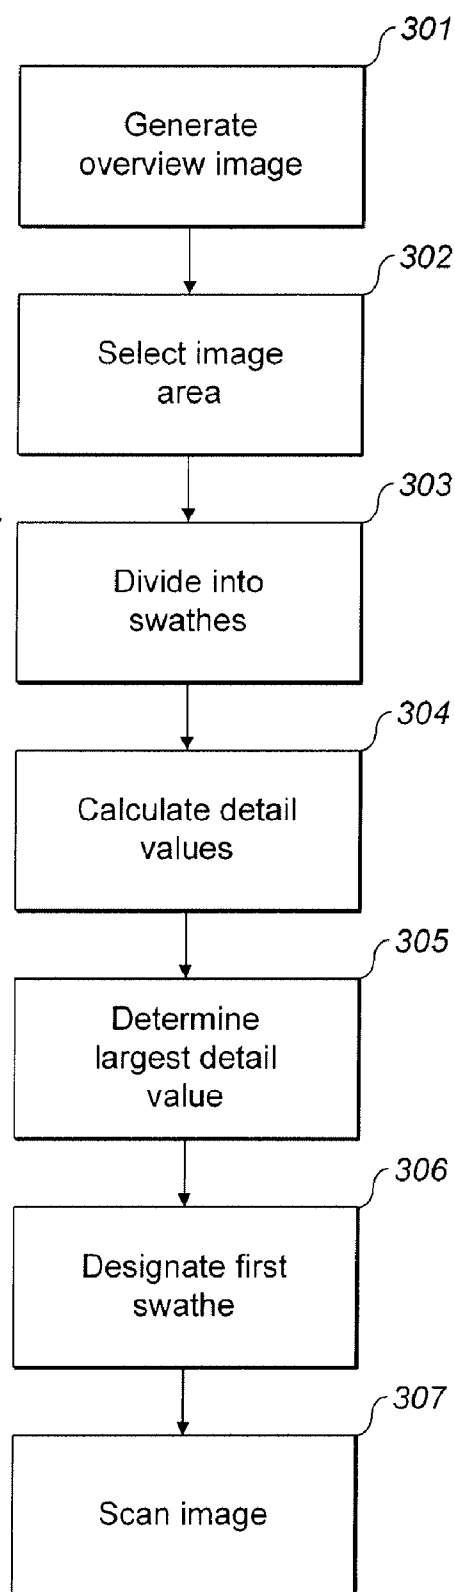 301
Generate
overview image
302
Select image
area
303
Divide into
swathes
304
Calculate detail
values
305
Determine
largest detail
value
306
Designate first
swathe
307
Scan image